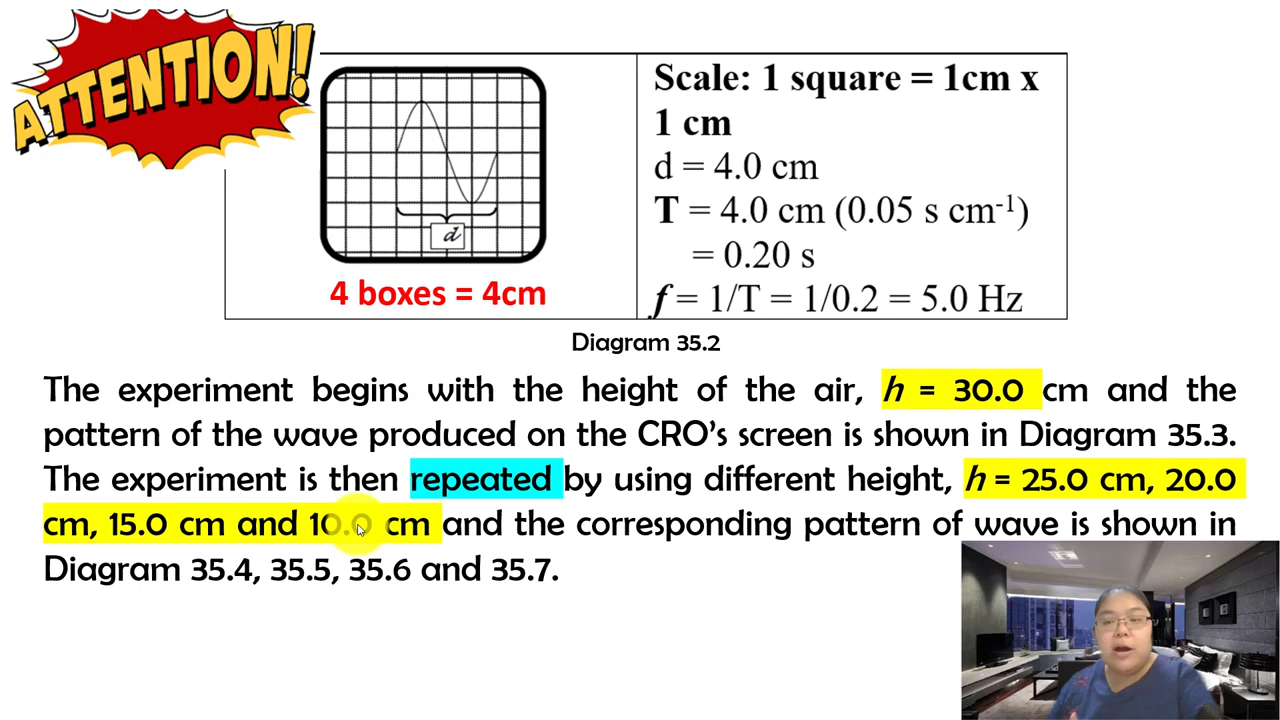 ATTENTION!
d
4 boxes = 4cm
Scale: 1 square = 1cm x
1 cm
d = 4.0 cm
T = 4.0 cm (0.05 s cm⁻¹)
= 0.20 s
f = 1/T = 1/0.2 = 5.0 Hz
Diagram 35.2
The experiment begins with the height of the air, h = 30.0 cm and the
pattern of the wave produced on the CRO's screen is shown in Diagram 35.3.
The experiment is then repeated by using different height, h = 25.0 cm, 20.0
cm, 15.0 cm and 10.0 cm and the corresponding pattern of wave is shown in
Diagram 35.4, 35.5, 35.6 and 35.7.